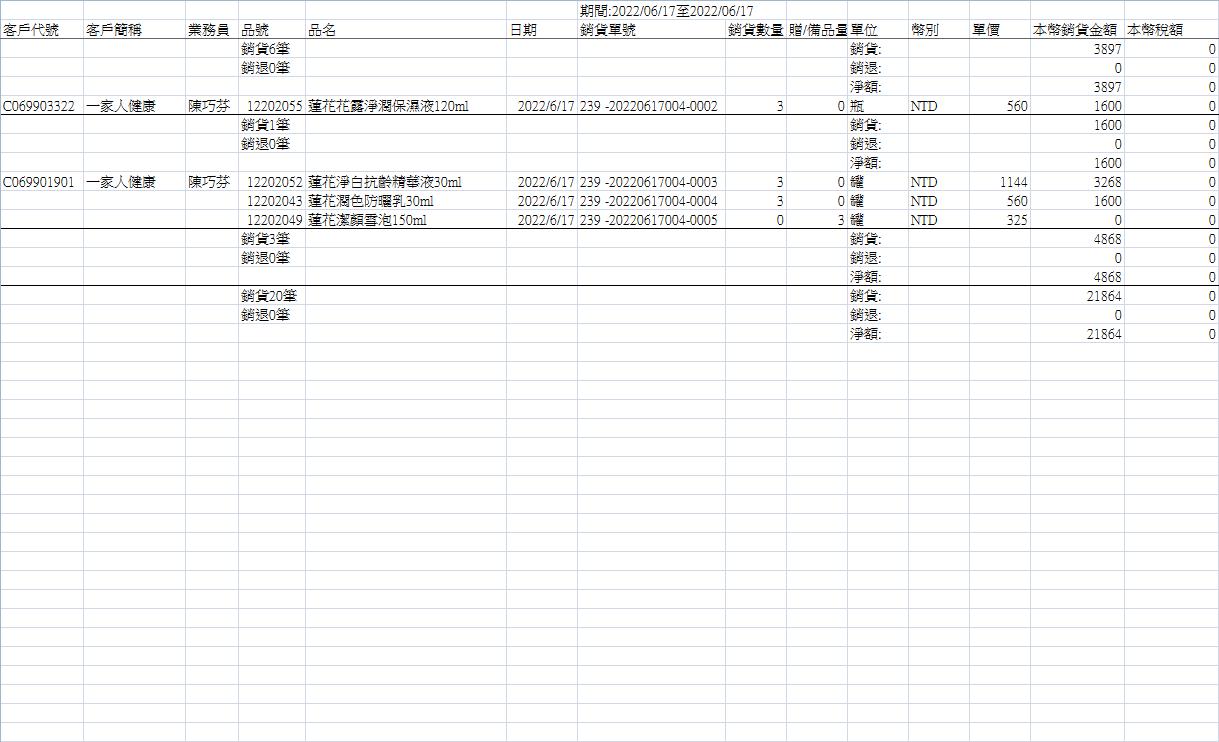 期間:2022/06/17至2022/06/17
客戶代號 客戶簡稱 業務員 品號 品名 日期 銷貨單號 銷貨數量 贈/備品量 單位 幣別 單價 本幣銷貨金額 本幣稅額
銷貨6筆 銷貨: 3897 0
銷退0筆 銷退: 0 0
淨額: 3897 0
C069903322 一家人健康 陳巧芬 12202055 蓮花花露淨潤保濕液120ml 2022/6/17 239 -20220617004-0002 3 0 瓶 NTD 560 1600 0
銷貨1筆 銷貨: 1600 0
銷退0筆 銷退: 0 0
淨額: 1600 0
C069901901 一家人健康 陳巧芬 12202052 蓮花淨白抗齡精華液30ml 2022/6/17 239 -20220617004-0003 3 0 罐 NTD 1144 3268 0
12202043 蓮花潤色防曬乳30ml 2022/6/17 239 -20220617004-0004 3 0 罐 NTD 560 1600 0
12202049 蓮花潔顏雪泡150ml 2022/6/17 239 -20220617004-0005 0 3 罐 NTD 325 0 0
銷貨3筆 銷貨: 4868 0
銷退0筆 銷退: 0 0
淨額: 4868 0
銷貨20筆 銷貨: 21864 0
銷退0筆 銷退: 0 0
淨額: 21864 0